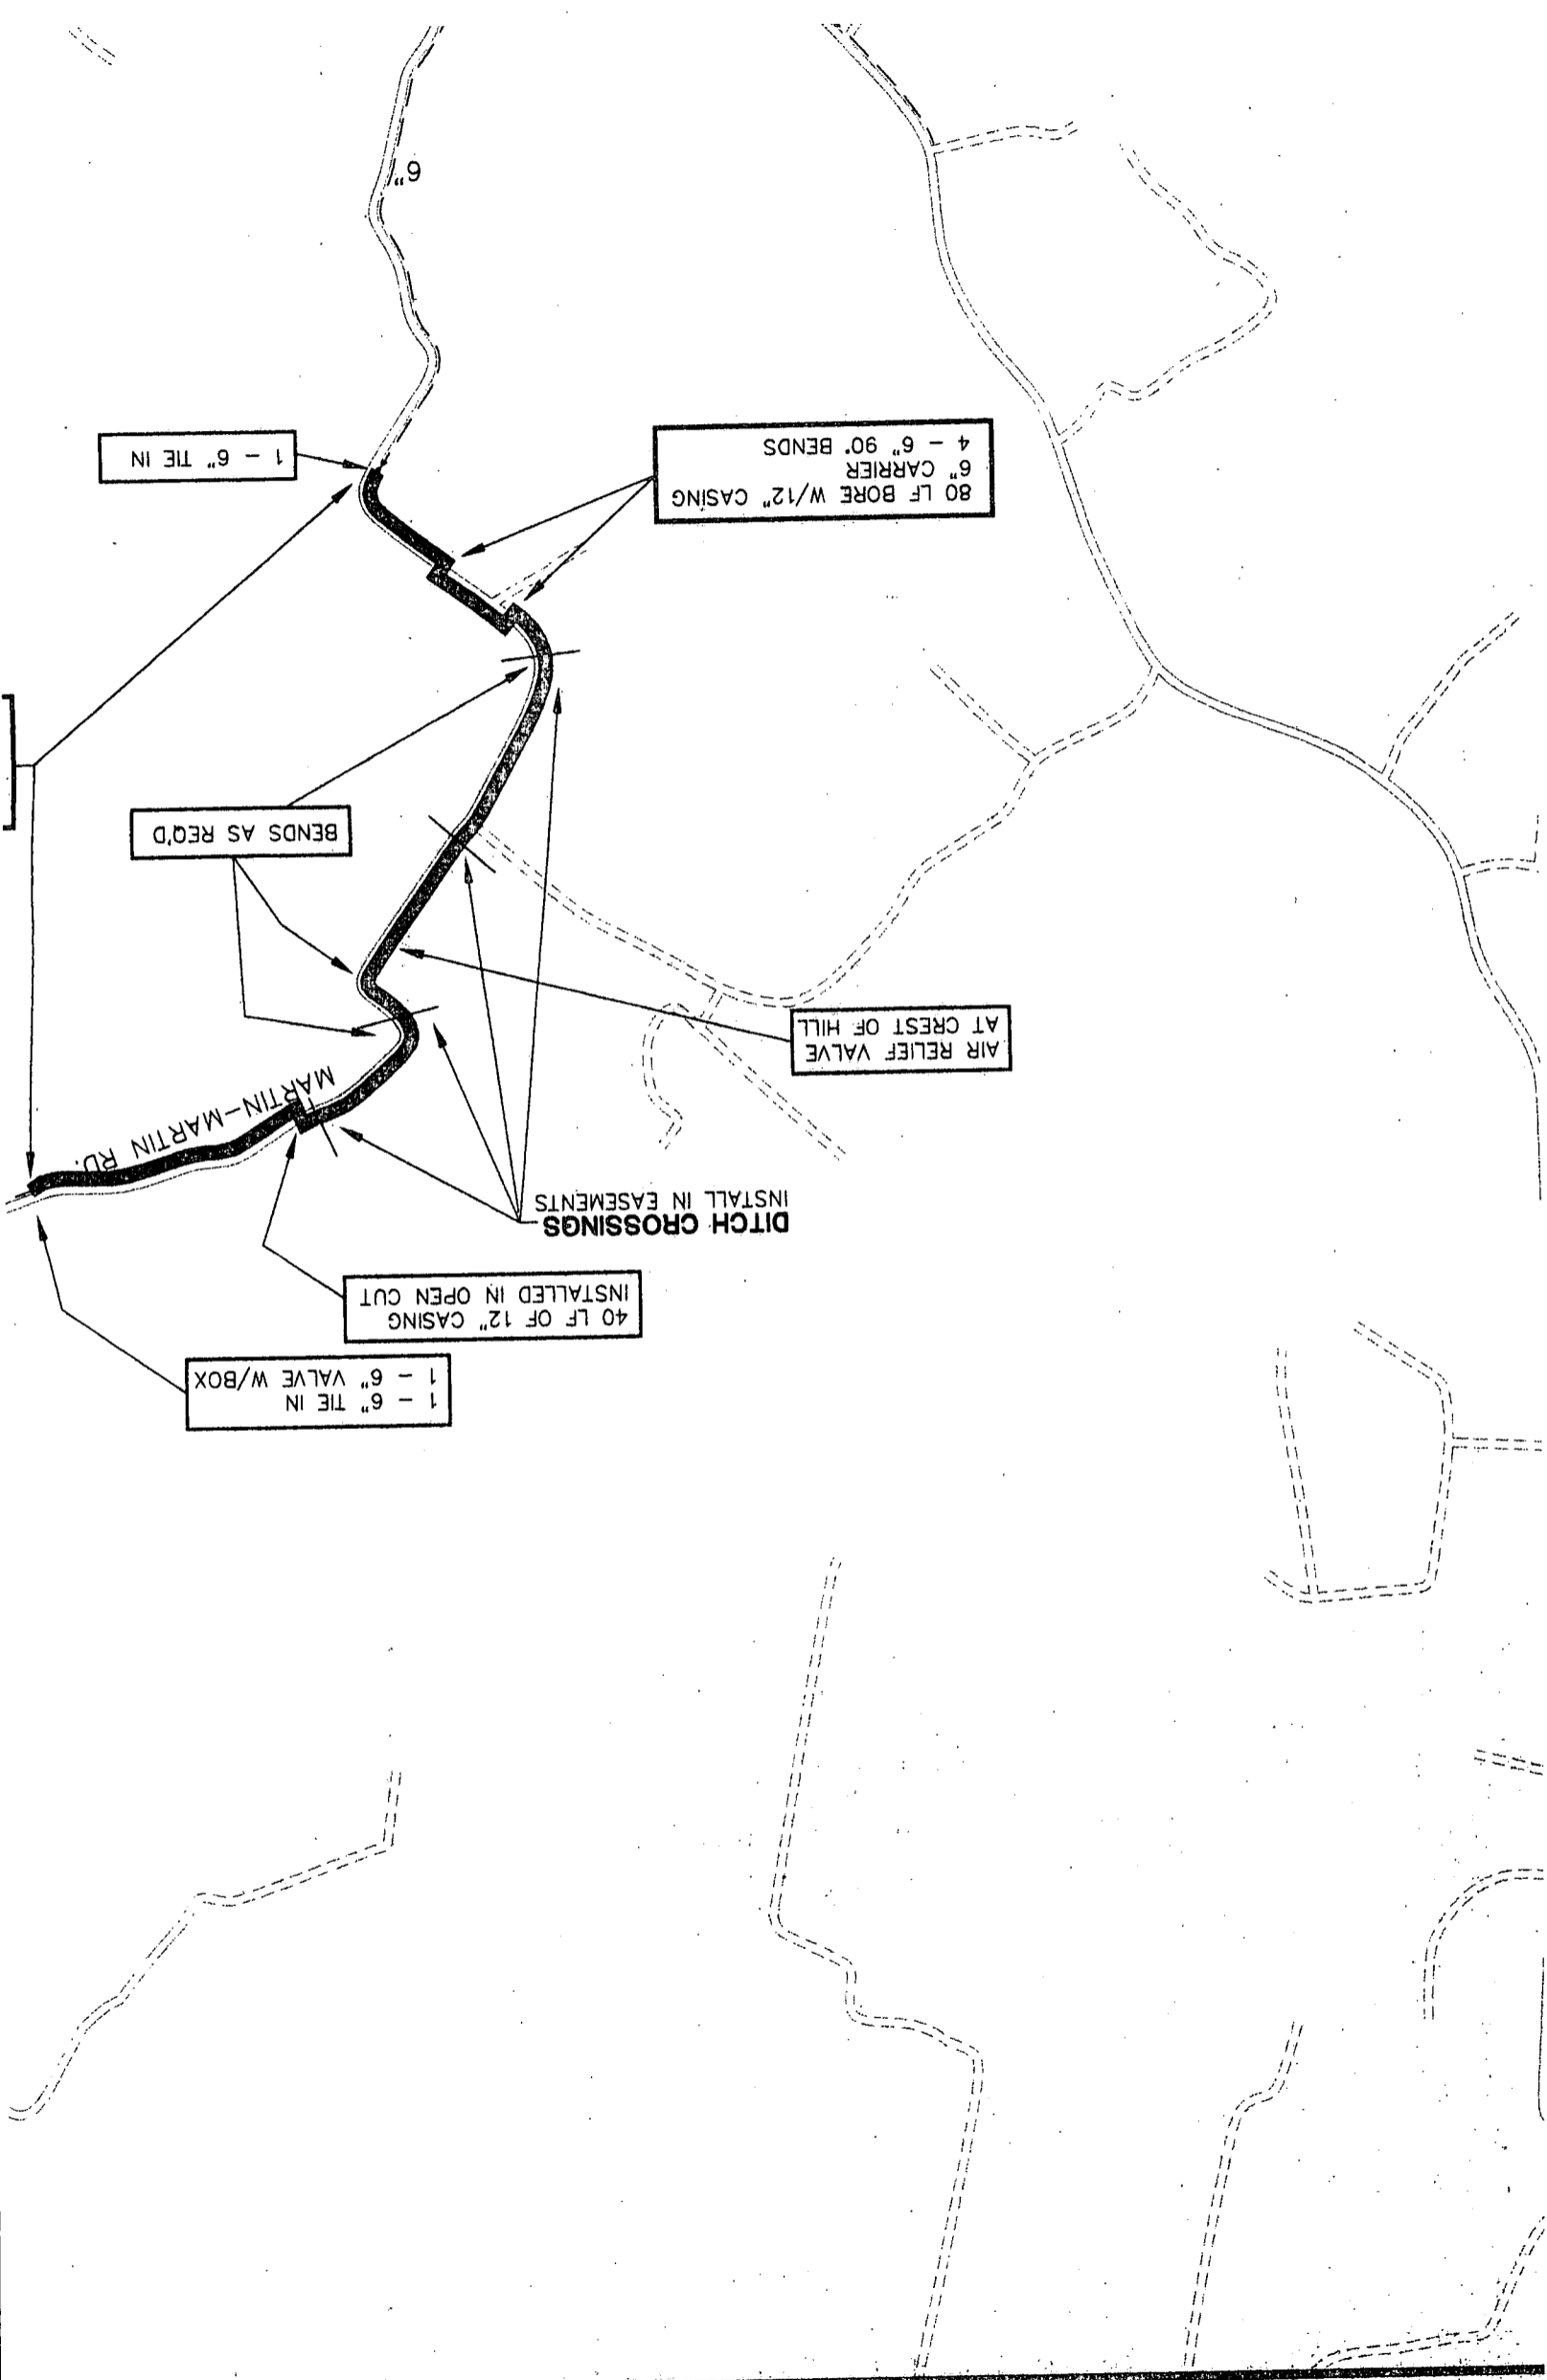 1 - 6" TIE IN
1 - 6" VALVE W/BOX
40 LF OF 12" CASING
INSTALLED IN OPEN CUT
DITCH CROSSINGS
INSTALL IN EASEMENTS
MARTIN-MARTIN RD.
AIR RELIEF VALVE
AT CREST OF HILL
BENDS AS REQ'D
80 LF BORE W/12" CASING
6" CARRIER
4 - 6" 90° BENDS
1 - 6" TIE IN
6"